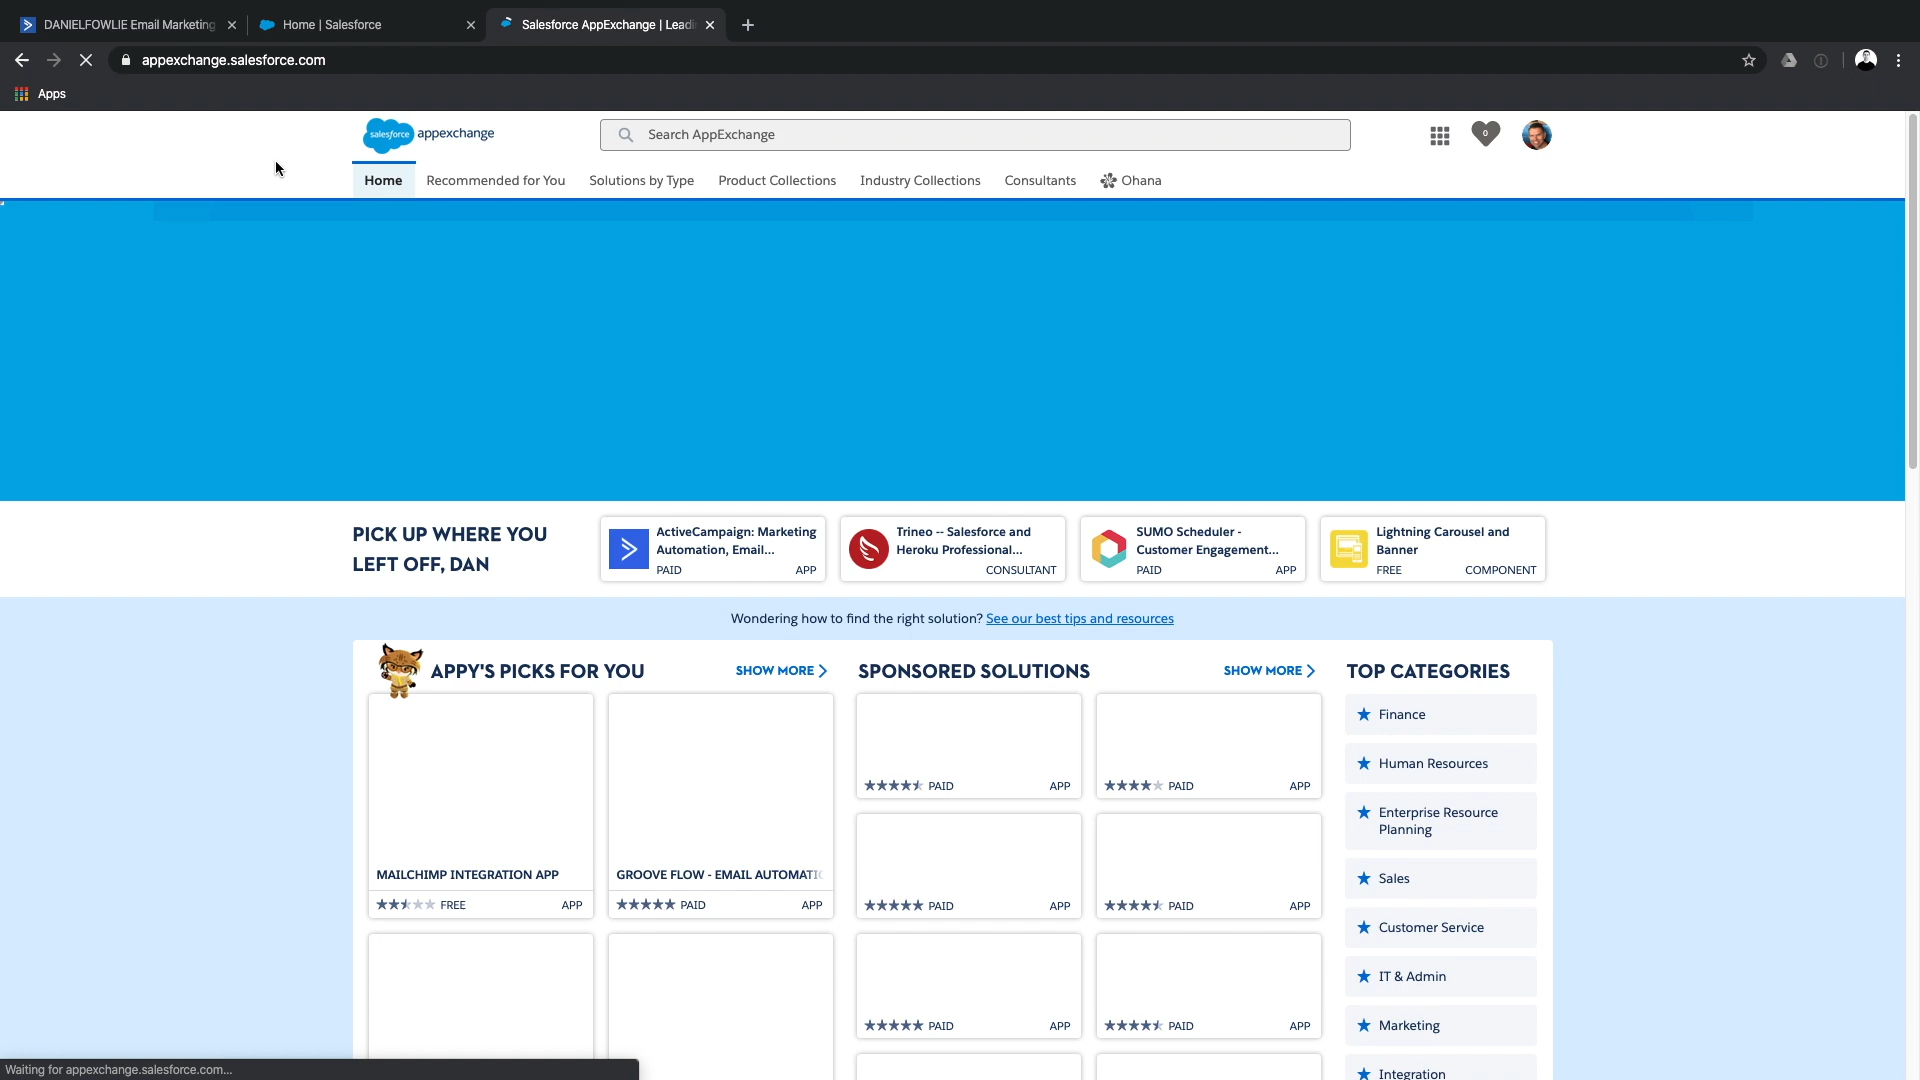 DANIELFOWLIE Email Marketing
Home | Salesforce
Salesforce AppExchange | Leadi
appexchange.salesforce.com
Apps
salesforce appexchange
Search AppExchange
0
Home
Recommended for You
Solutions by Type
Product Collections
Industry Collections
Consultants
Ohana
PICK UP WHERE YOU
LEFT OFF, DAN
ActiveCampaign: Marketing
Automation, Email...
PAID APP
Trineo -- Salesforce and
Heroku Professional...
CONSULTANT
SUMO Scheduler -
Customer Engagement...
PAID APP
Lightning Carousel and
Banner
FREE COMPONENT
Wondering how to find the right solution? See our best tips and resources
APPY'S PICKS FOR YOU
SHOW MORE
MAILCHIMP INTEGRATION APP
FREE APP
GROOVE FLOW - EMAIL AUTOMATIC
PAID APP
SPONSORED SOLUTIONS
SHOW MORE
PAID APP
PAID APP
PAID APP
PAID APP
PAID APP
PAID APP
TOP CATEGORIES
Finance
Human Resources
Enterprise Resource
Planning
Sales
Customer Service
IT & Admin
Marketing
Integration
Waiting for appexchange.salesforce.com...